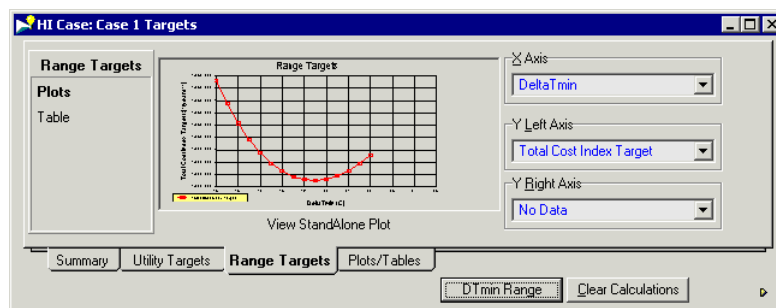 HI Case: Case 1 Targets
Range Targets
Plots
Table
Range Targets
DeltaTmin (C)
View StandAlone Plot
X Axis
DeltaTmin
Y Left Axis
Total Cost Index Target
Y Right Axis
No Data
Summary
Utility Targets
Range Targets
Plots/Tables
DTmin Range
Clear Calculations